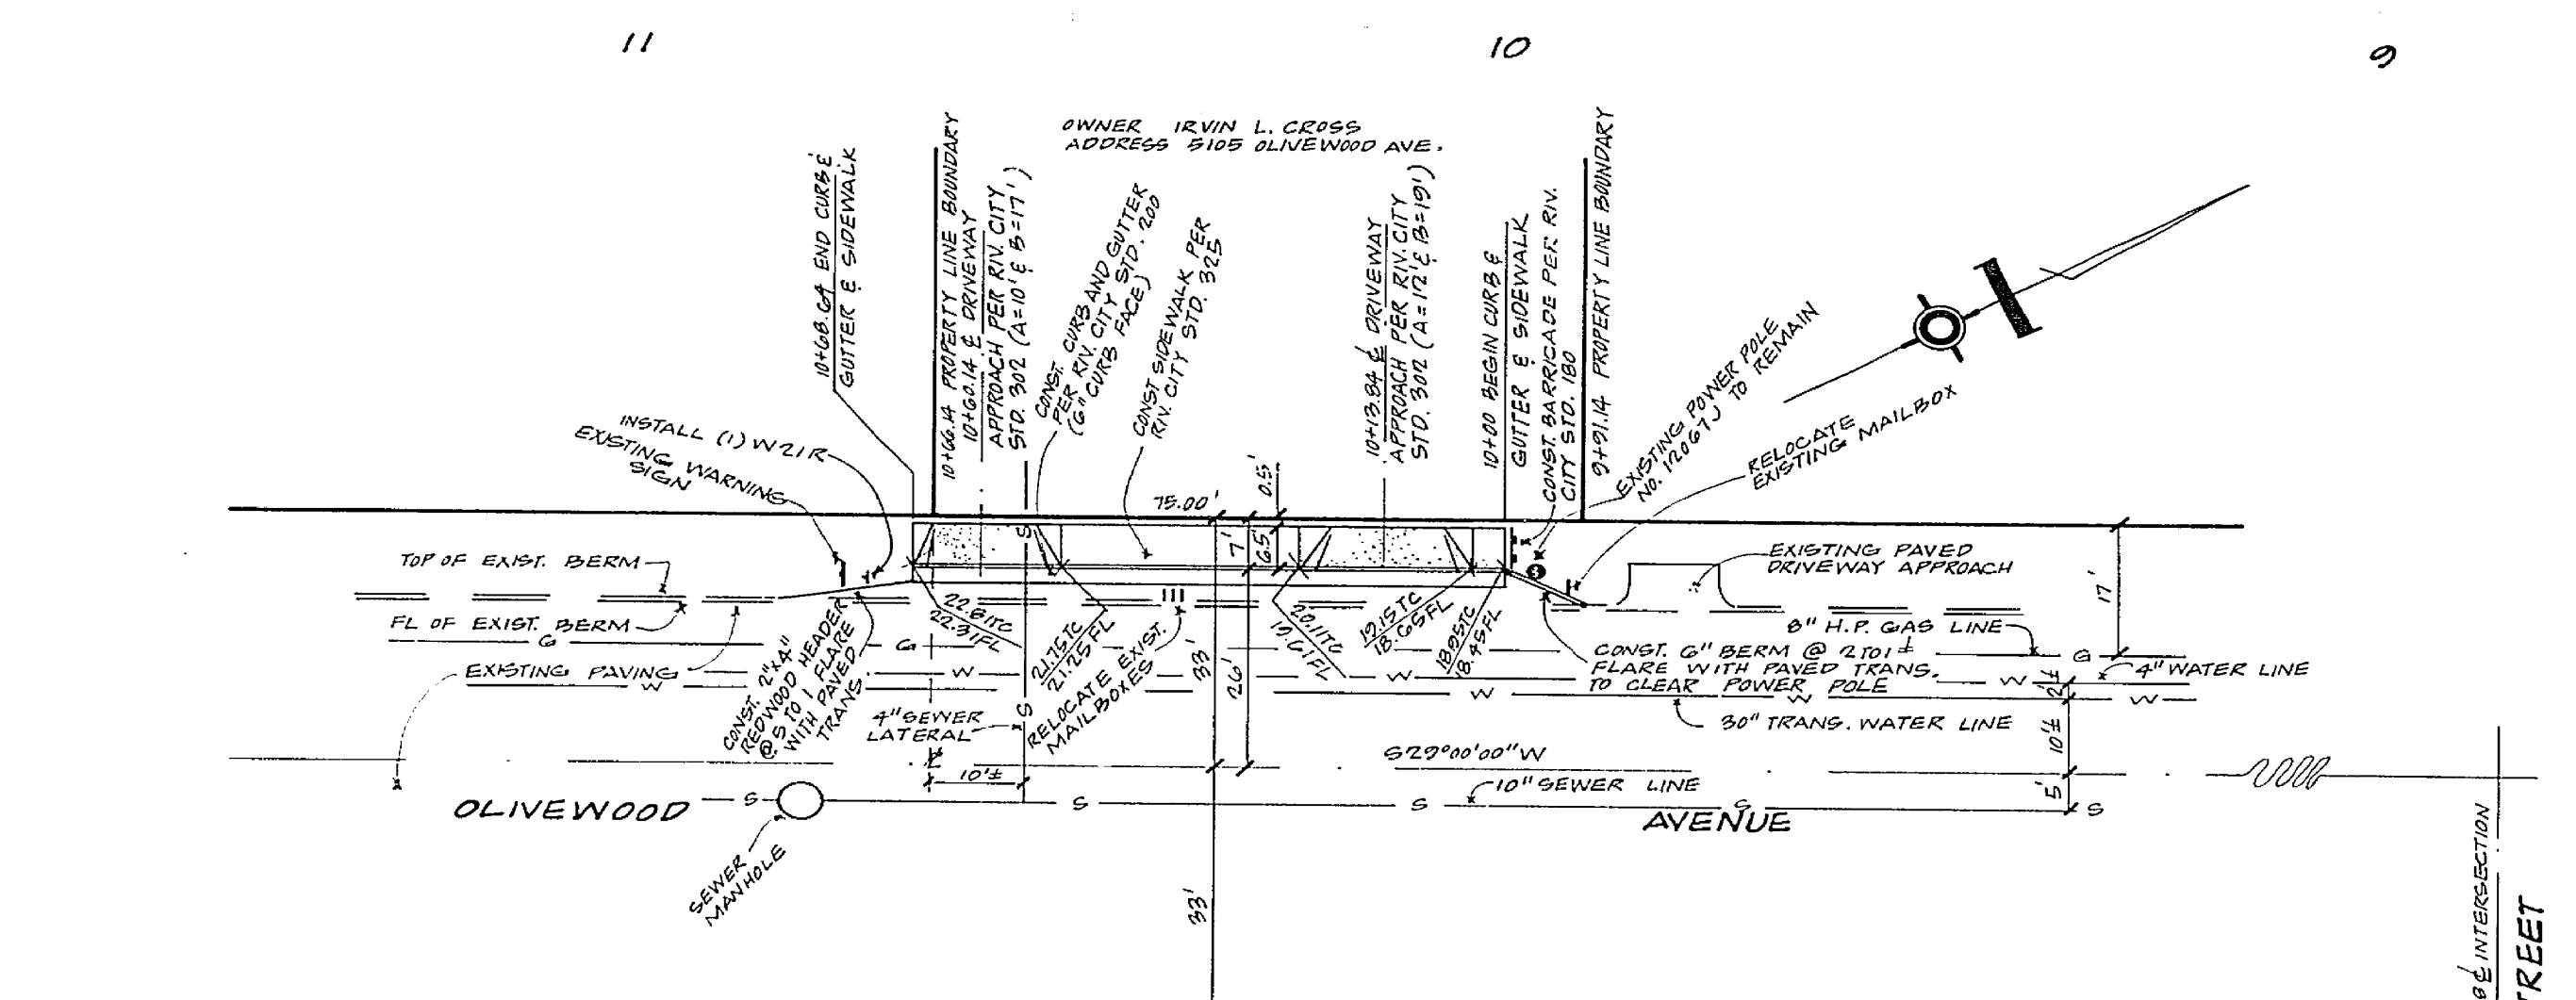 11
10
9
OWNER IRVIN L. CROSS
ADDRESS 5105 OLIVEWOOD AVE.
10+68.64 END CURB &
GUTTER & SIDEWALK
10+66.14 PROPERTY LINE BOUNDARY
10+60.14 ℄ DRIVEWAY
APPROACH PER RIV. CITY
STD. 302 (A=10' & B=17')
CONST. CURB AND GUTTER
PER RIV. CITY STD. 200
(6" CURB FACE)
CONST SIDEWALK PER
RIV. CITY STD. 325
10+13.84 ℄ DRIVEWAY
APPROACH PER RIV. CITY
STD. 302 (A=12' & B=19')
10+00 BEGIN CURB &
GUTTER & SIDEWALK
CONST. BARRICADE PER RIV.
CITY STD. 180
9+91.14 PROPERTY LINE BOUNDARY
EXISTING POWER POLE
NO. 12067J TO REMAIN
RELOCATE
EXISTING MAILBOX
INSTALL (1) W21R
EXISTING WARNING
SIGN
75.00'
0.5'
7'
6.5'
S
TOP OF EXIST. BERM
FL OF EXIST. BERM
G
EXISTING PAVING
W
CONST. 2"x4"
REDWOOD HEADER
@ 5 TO 1 FLARE
WITH PAVED
TRANS.
G
W
22.81TC
22.31FL
21.75TC
21.25FL
RELOCATE EXIST.
MAILBOXES
33'
26'
20.11TC
19.61FL
19.15TC
18.65FL
18.95TC
18.45FL
W
W
EXISTING PAVED
DRIVEWAY APPROACH
17'
8" H.P. GAS LINE
CONST. 6" BERM @ 2 TO 1 ±
FLARE WITH PAVED TRANS.
TO CLEAR POWER POLE
G
4" WATER LINE
W
2'±
W
W
30" TRANS. WATER LINE
10'±
4" SEWER
LATERAL
S
℄
10'±
S29°00'00"W
10" SEWER LINE
5'
OLIVEWOOD
S
S
S
S
S
AVENUE
SEWER
MANHOLE
33'
℄ INTERSECTION
TREET